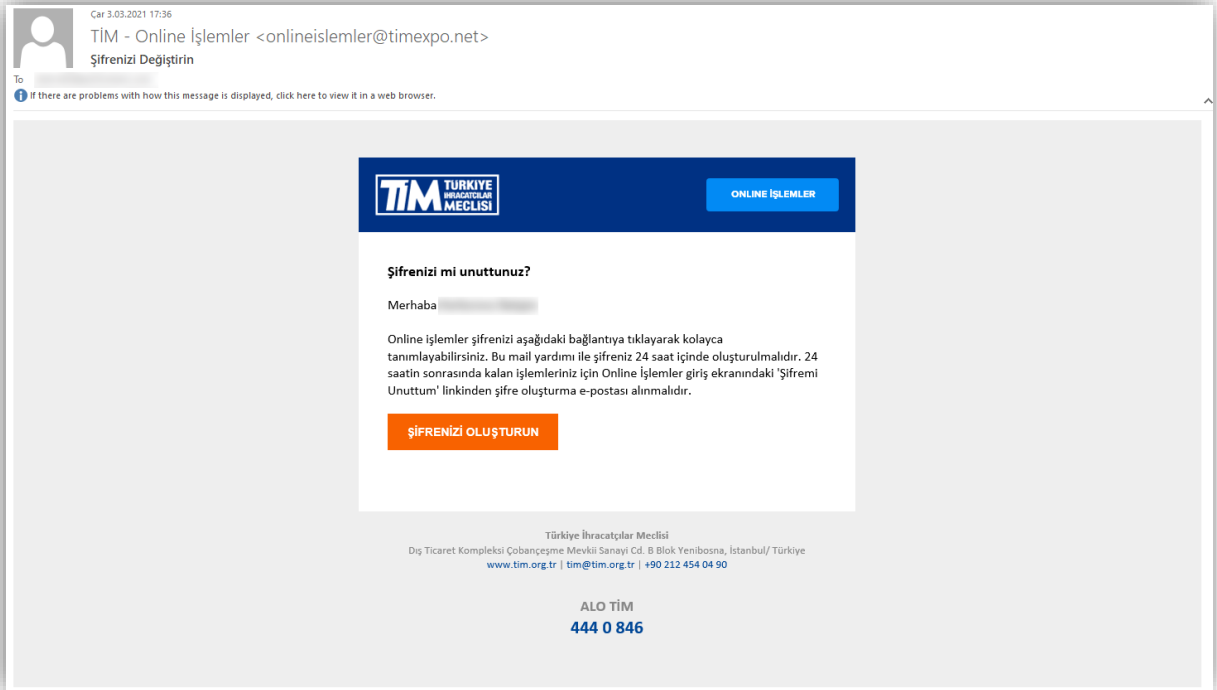 Çar 3.03.2021 17:36
TİM - Online İşlemler <onlineislemler@timexpo.net>
Şifrenizi Değiştirin
To
If there are problems with how this message is displayed, click here to view it in a web browser.
TİM TÜRKİYE
İHRACATCILAR
MECLİSİ
ONLINE İŞLEMLER
Şifrenizi mi unuttunuz?
Merhaba
Online işlemler şifrenizi aşağıdaki bağlantıya tıklayarak kolayca
tanımlayabilirsiniz. Bu mail yardımı ile şifreniz 24 saat içinde oluşturulmalıdır. 24
saatin sonrasında kalan işlemleriniz için Online İşlemler giriş ekranındaki 'Şifremi
Unuttum' linkinden şifre oluşturma e-postası alınmalıdır.
ŞİFRENİZİ OLUŞTURUN
Türkiye İhracatçılar Meclisi
Dış Ticaret Kompleksi Çobançeşme Mevkii Sanayi Cd. B Blok Yenibosna, İstanbul/ Türkiye
www.tim.org.tr | tim@tim.org.tr | +90 212 454 04 90
ALO TİM
444 0 846